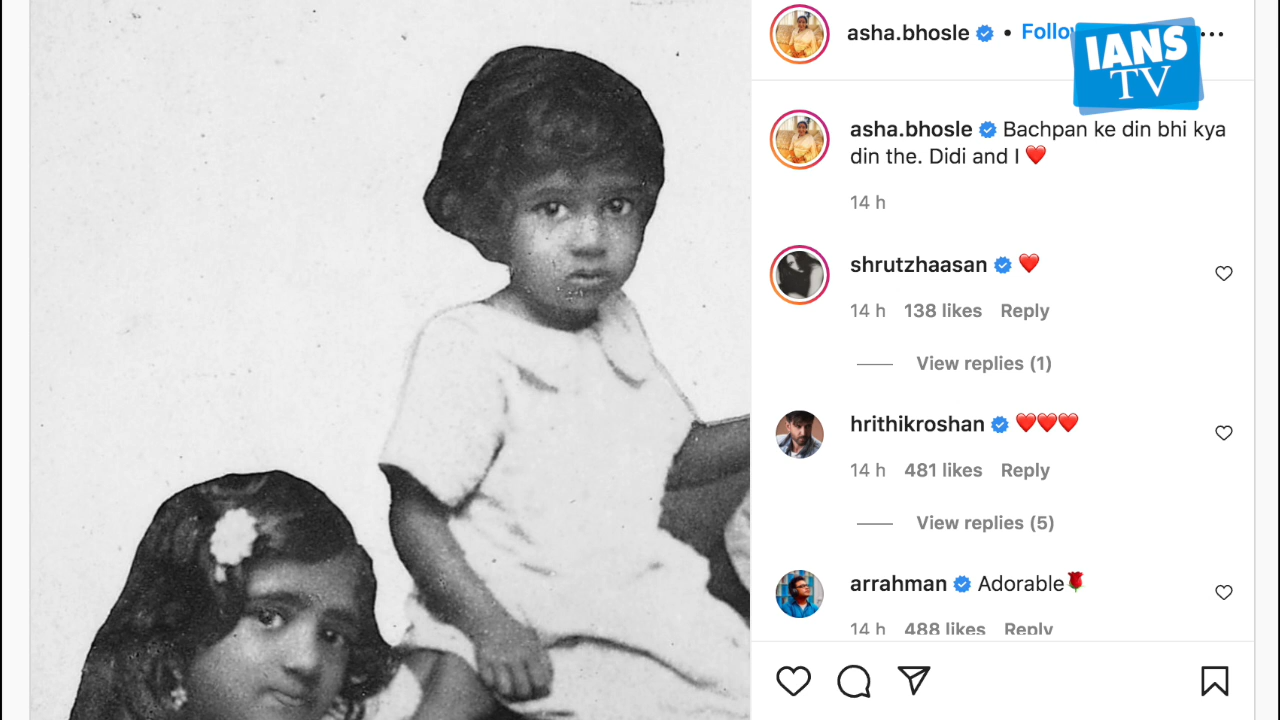 asha.bhosle • Follo
IANS
TV
asha.bhosle Bachpan ke din bhi kya
din the. Didi and I ❤️
14 h
shrutzhaasan ❤️
14 h 138 likes Reply
View replies (1)
hrithikroshan ❤️❤️❤️
14 h 481 likes Reply
View replies (5)
arrahman Adorable🌹
14 h 488 likes Reply